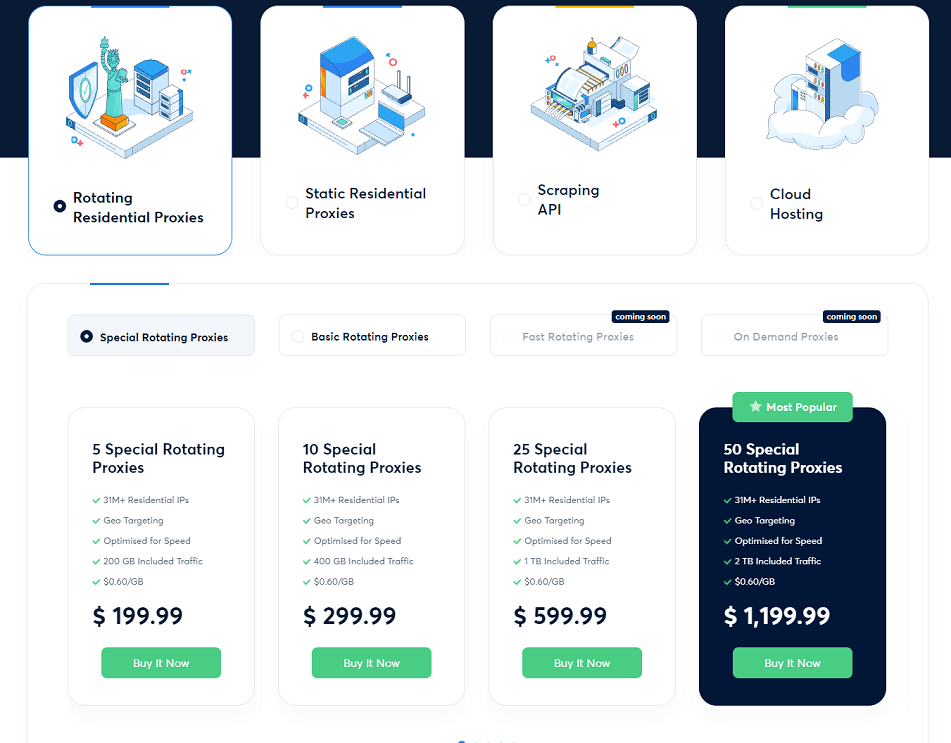 Rotating
Residential Proxies
Static Residential
Proxies
Scraping
API
Cloud
Hosting
Special Rotating Proxies
Basic Rotating Proxies
coming soon
Fast Rotating Proxies
coming soon
On Demand Proxies
5 Special Rotating
Proxies
31M+ Residential IPs
Geo Targeting
Optimised for Speed
200 GB Included Traffic
$0.60/GB
$ 199.99
Buy It Now
10 Special
Rotating Proxies
31M+ Residential IPs
Geo Targeting
Optimised for Speed
400 GB Included Traffic
$0.60/GB
$ 299.99
Buy It Now
25 Special
Rotating Proxies
31M+ Residential IPs
Geo Targeting
Optimised for Speed
1 TB Included Traffic
$0.60/GB
$ 599.99
Buy It Now
Most Popular
50 Special
Rotating Proxies
31M+ Residential IPs
Geo Targeting
Optimised for Speed
2 TB Included Traffic
$0.60/GB
$ 1,199.99
Buy It Now